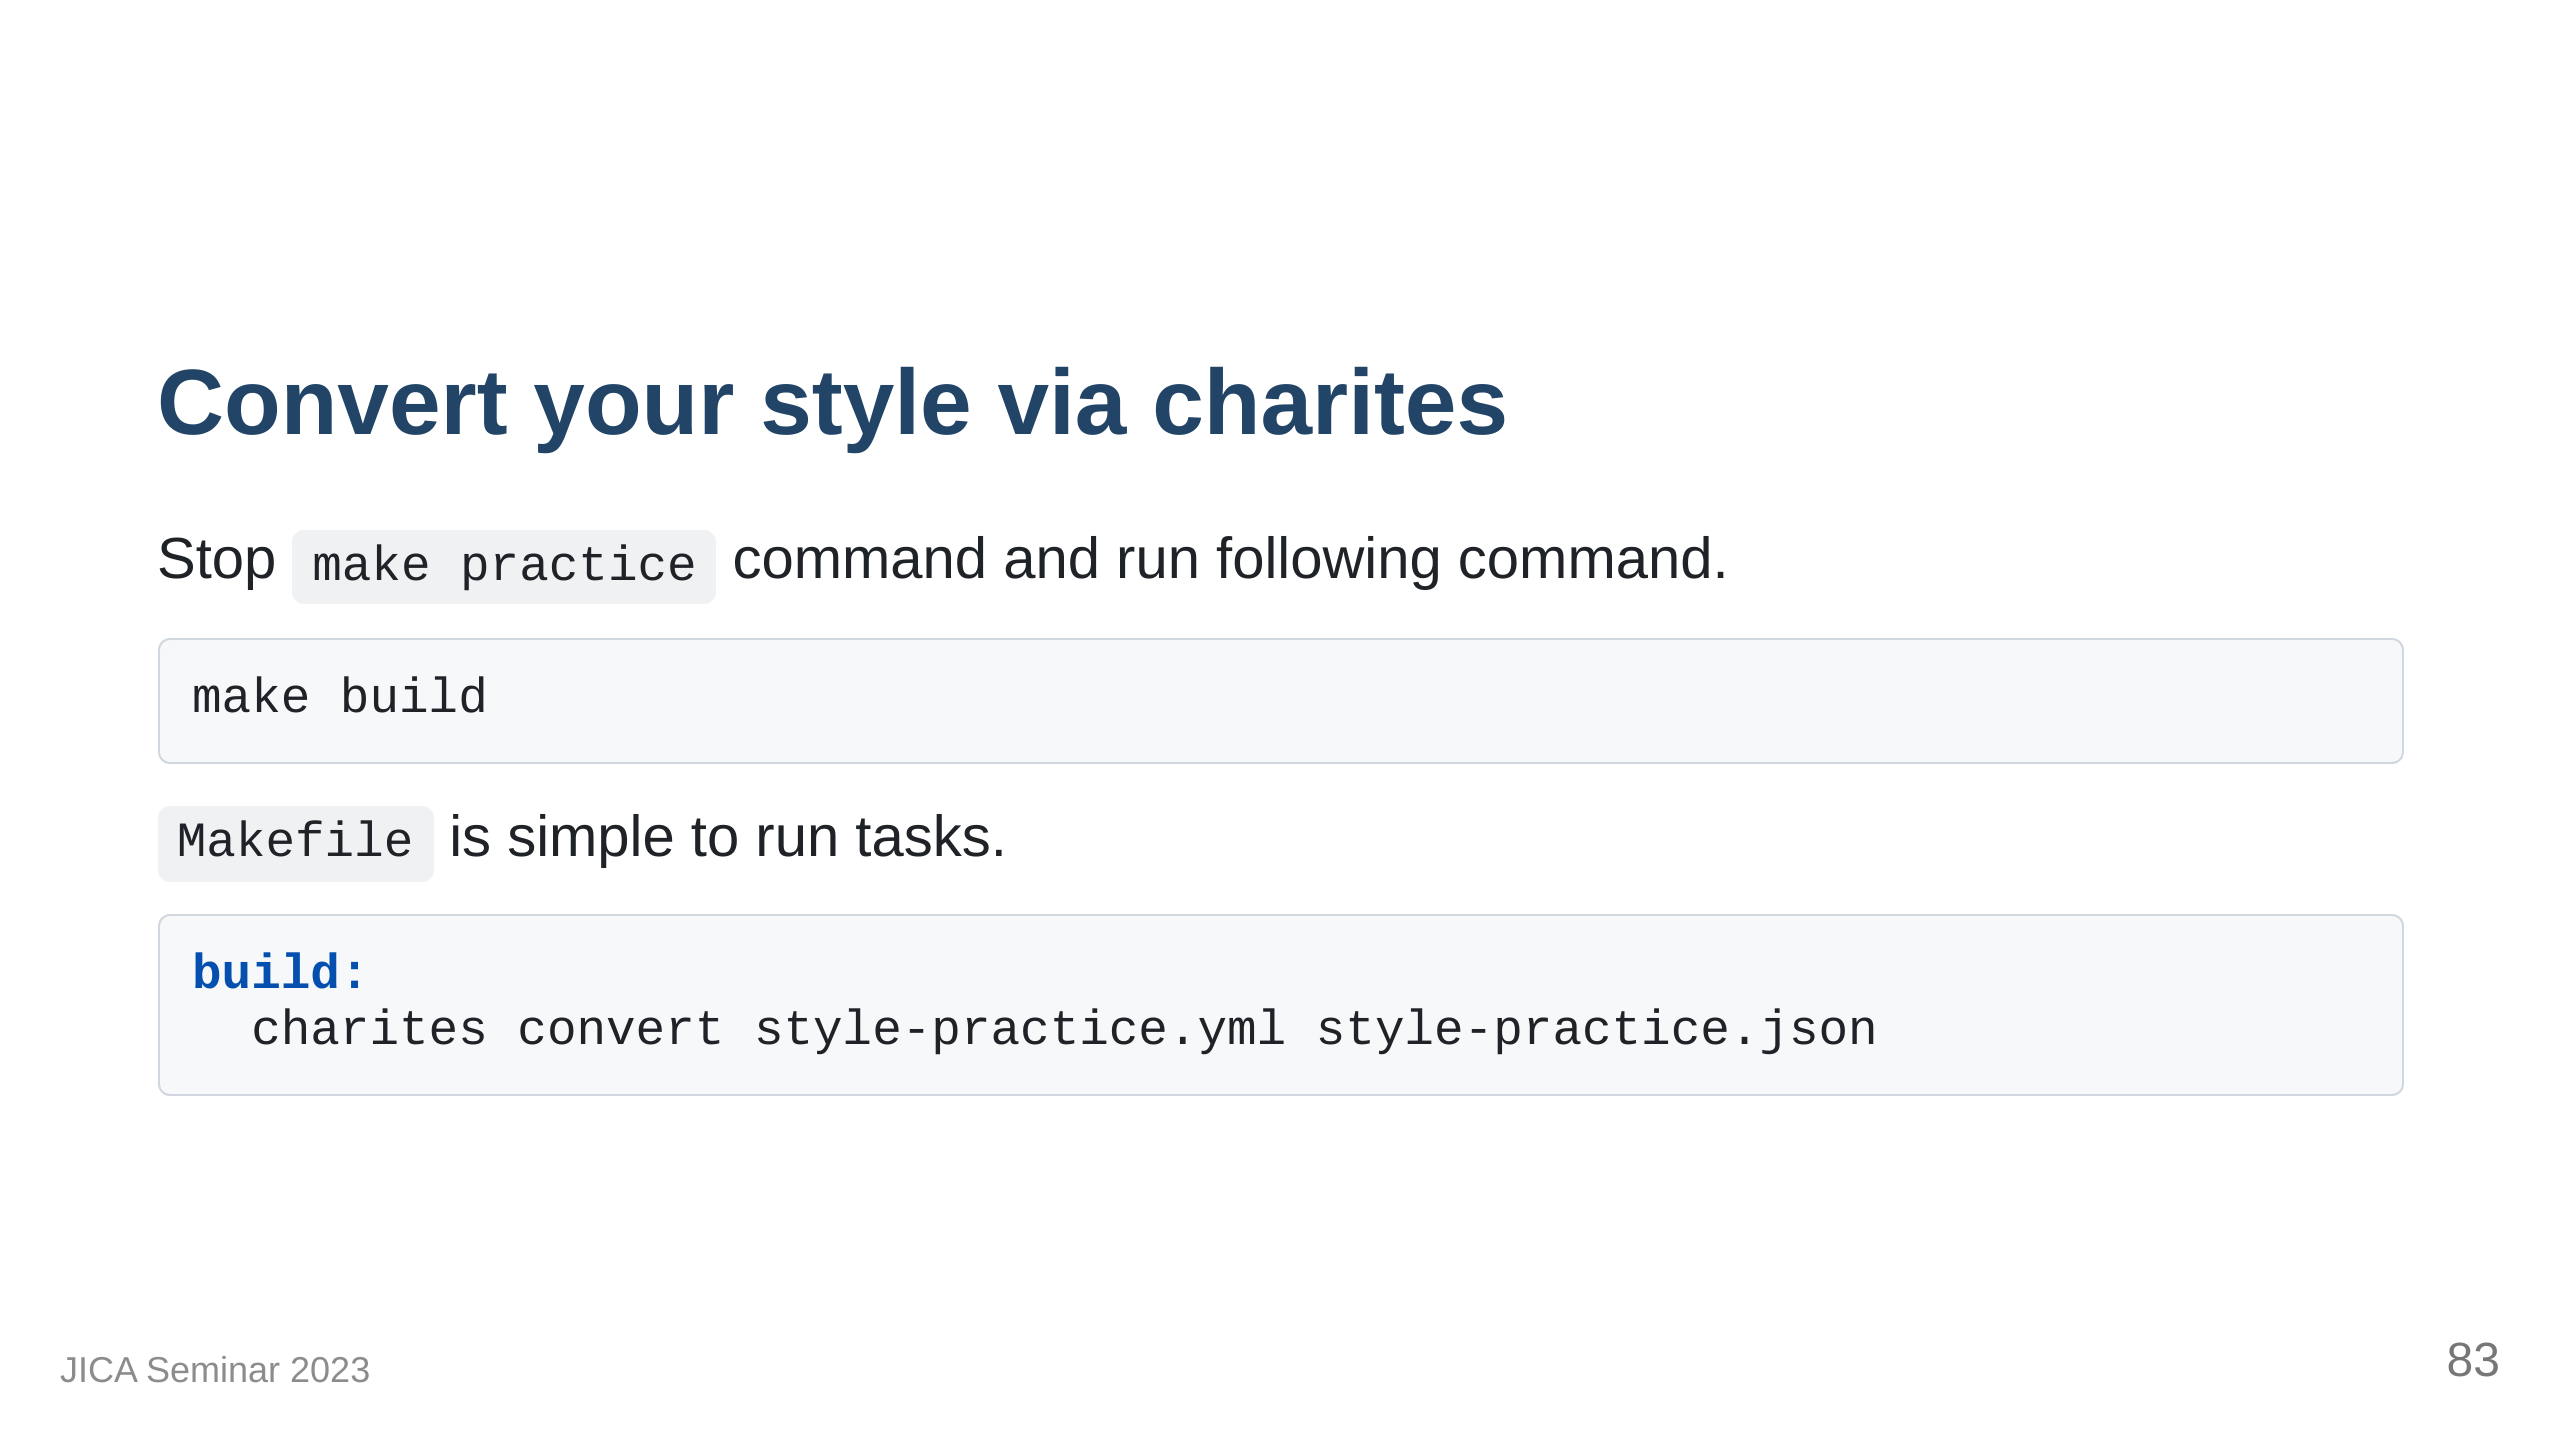 Convert your style via charites
Stop make practice command and run following command.
make build
Makefile is simple to run tasks.
build:
  charites convert style-practice.yml style-practice.json
JICA Seminar 2023
83